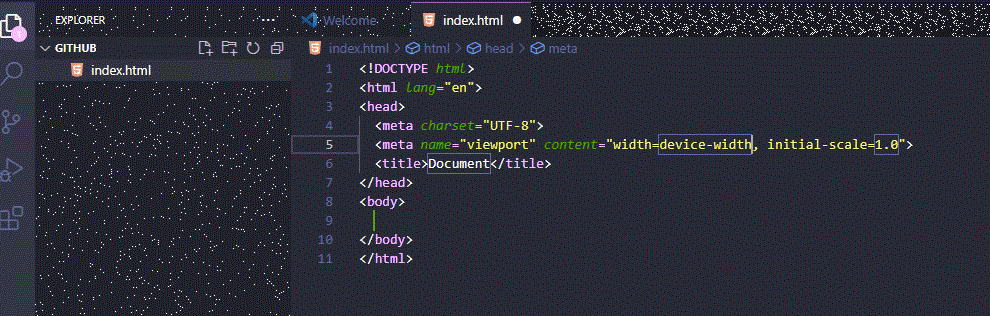 EXPLORER ...
Welcome
index.html
GITHUB
index.html
index.html > html > head > meta
1 <!DOCTYPE html>
2 <html lang="en">
3 <head>
4 <meta charset="UTF-8">
5 <meta name="viewport" content="width=device-width, initial-scale=1.0">
6 <title>Document</title>
7 </head>
8 <body>
9
10 </body>
11 </html>
1